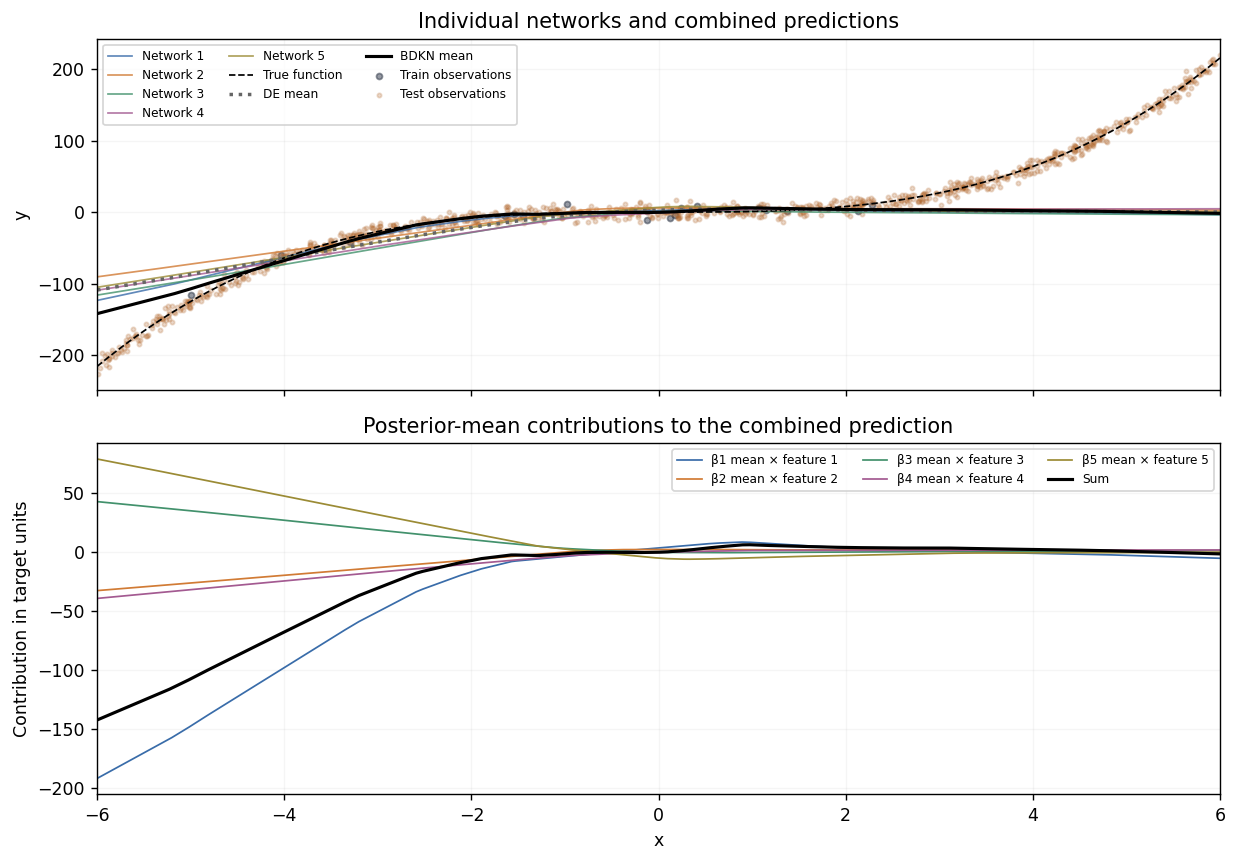 Individual networks and combined predictions
Network 1
Network 2
Network 3
Network 4
Network 5
True function
DE mean
BDKN mean
Train observations
Test observations
y
200
100
0
−100
−200
Posterior-mean contributions to the combined prediction
β1 mean × feature 1
β2 mean × feature 2
β3 mean × feature 3
β4 mean × feature 4
β5 mean × feature 5
Sum
Contribution in target units
50
0
−50
−100
−150
−200
−6 −4 −2 0 2 4 6
x